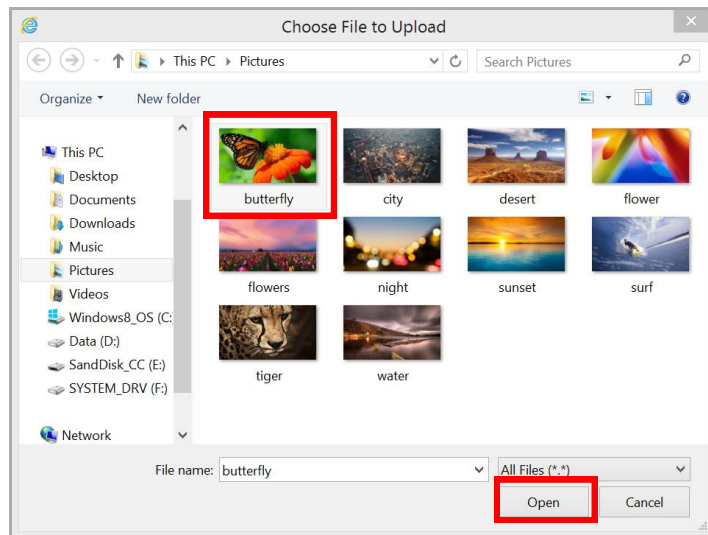 Choose File to Upload
This PC Pictures
Search Pictures
Organize New folder
This PC
Desktop
Documents
Downloads
Music
Pictures
Videos
Windows8_OS (C:
Data (D:)
SanDisk_CC (E:)
SYSTEM_DRV (F:)
Network
butterfly city desert flower
flowers night sunset surf
tiger water
File name: butterfly All Files (*.*)
Open Cancel